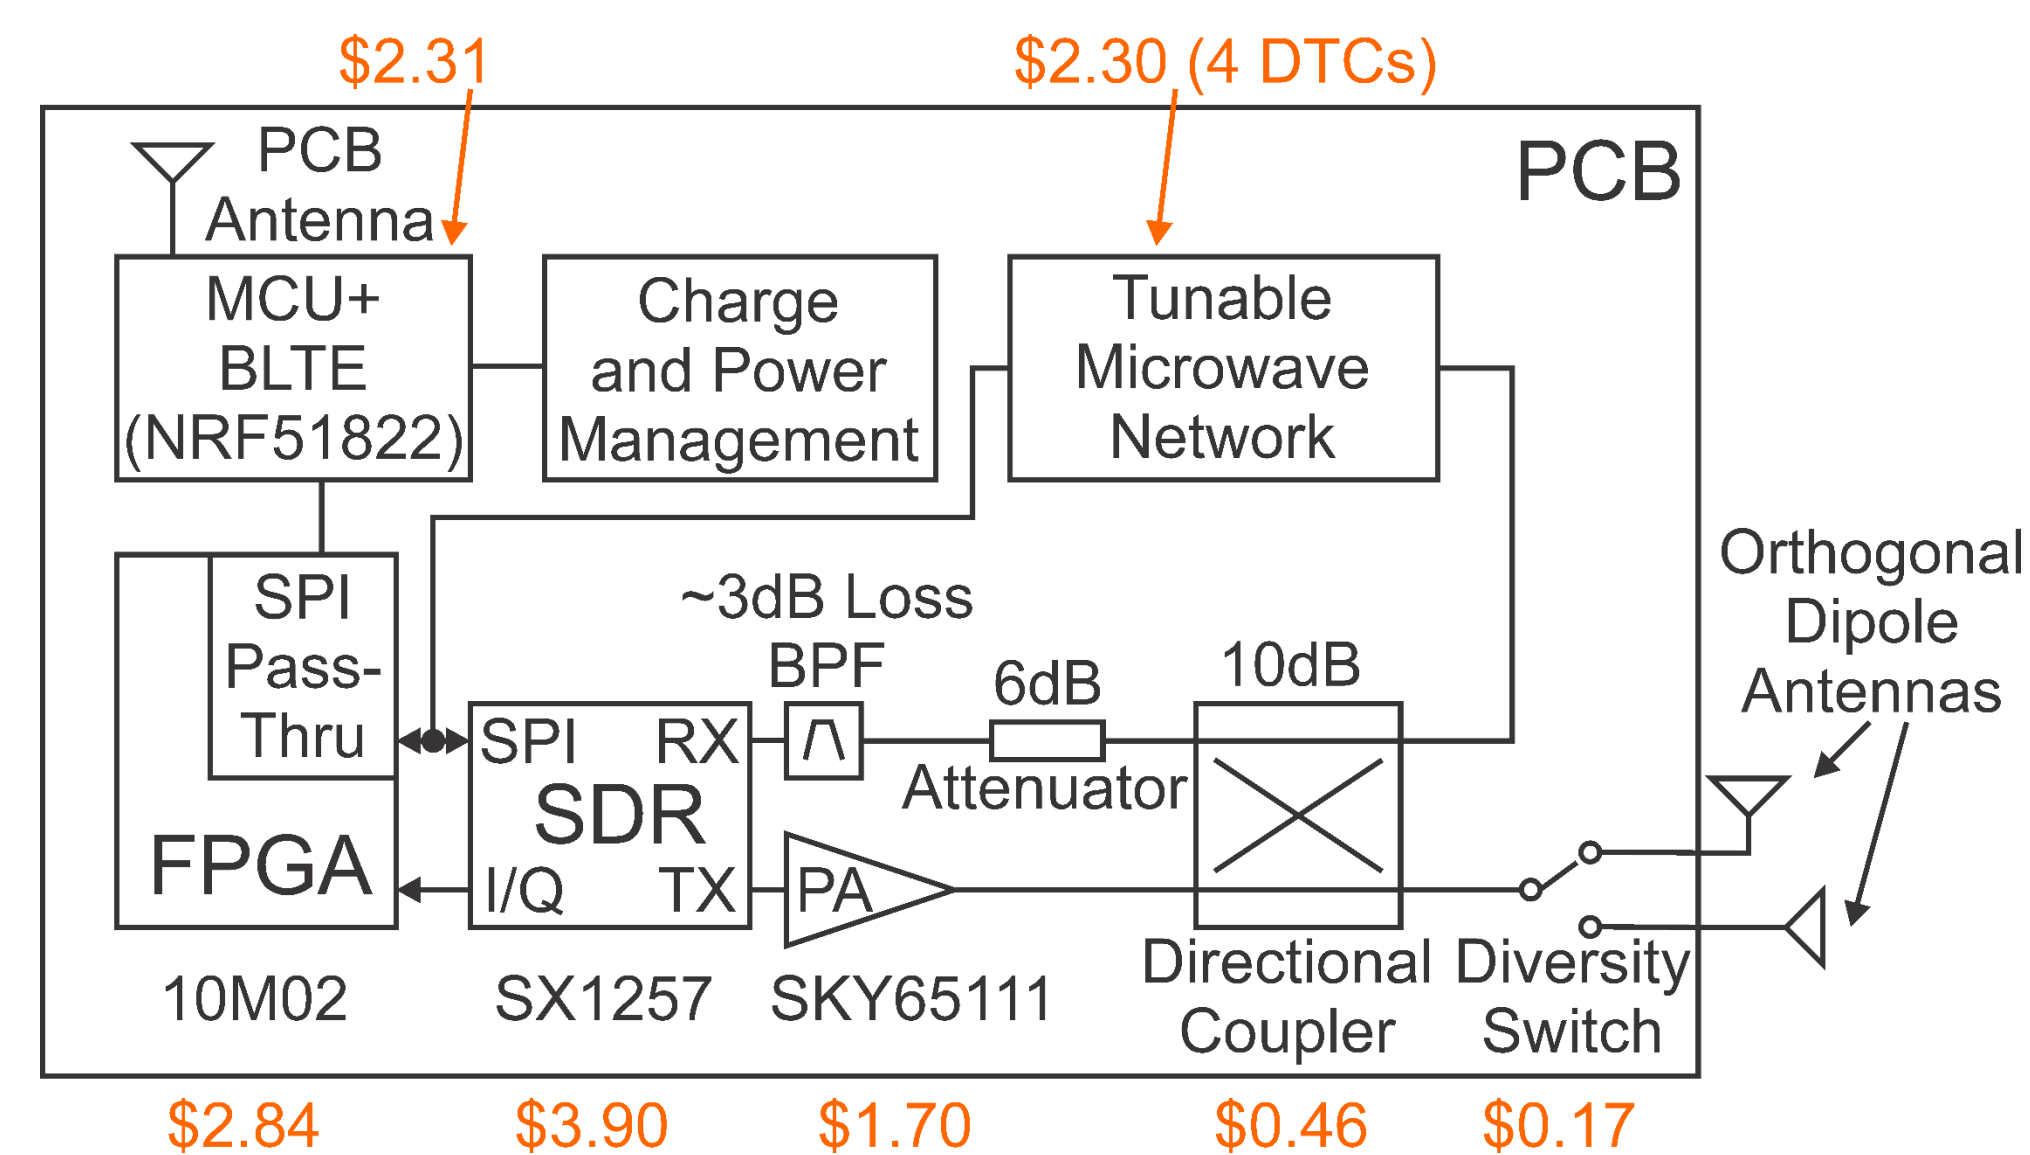 $2.31
$2.30 (4 DTCs)
PCB
Antenna
PCB
MCU+
BLTE
(NRF51822)
Charge
and Power
Management
Tunable
Microwave
Network
SPI
Pass-
Thru
FPGA
~3dB Loss
BPF
6dB
Attenuator
10dB
SPI RX
SDR
I/Q TX
PA
Orthogonal
Dipole
Antennas
10M02
SX1257
SKY65111
Directional
Coupler
Diversity
Switch
$2.84
$3.90
$1.70
$0.46
$0.17